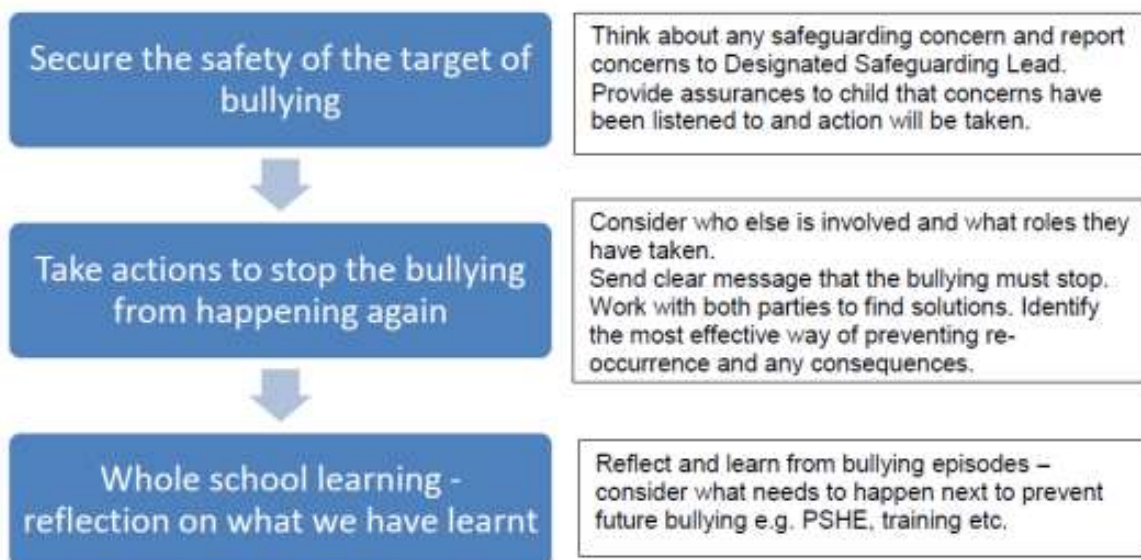 Secure the safety of the target of
bullying
Think about any safeguarding concern and report
concerns to Designated Safeguarding Lead.
Provide assurances to child that concerns have
been listened to and action will be taken.
Take actions to stop the bullying
from happening again
Consider who else is involved and what roles they
have taken.
Send clear message that the bullying must stop.
Work with both parties to find solutions. Identify
the most effective way of preventing re-
occurrence and any consequences.
Whole school learning -
reflection on what we have learnt
Reflect and learn from bullying episodes –
consider what needs to happen next to prevent
future bullying e.g. PSHE, training etc.